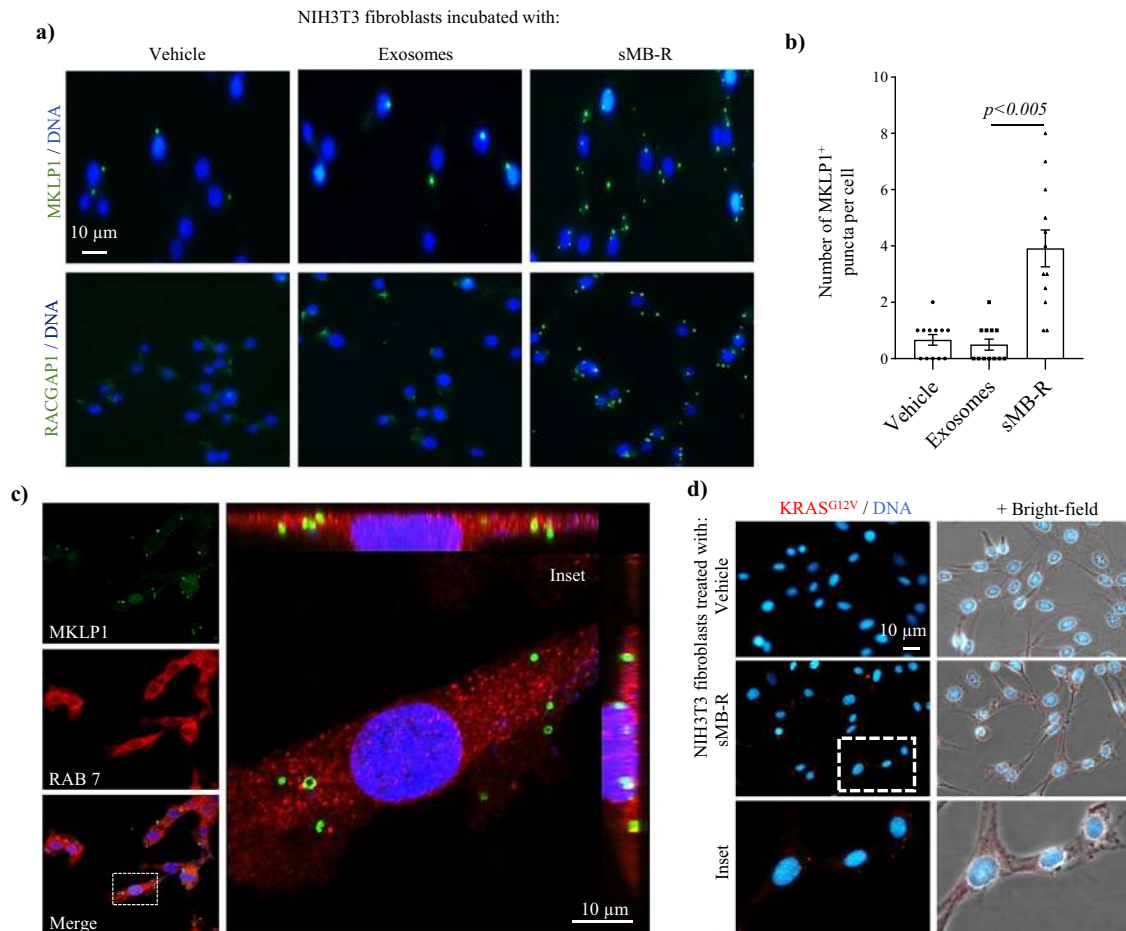 NIH3T3 fibroblasts incubated with:
a)
Vehicle
Exosomes
sMB-R
MKLP1 / DNA
10 µm
RACGAP1 / DNA
b)
10
8
6
4
2
0
Number of MKLP1⁺
puncta per cell
p<0.005
Vehicle
Exosomes
sMB-R
c)
MKLP1
RAB 7
Merge
Inset
10 µm
d)
KRASᴳ¹²ⱽ / DNA
+ Bright-field
NIH3T3 fibroblasts treated with:
Vehicle
sMB-R
Inset
10 µm